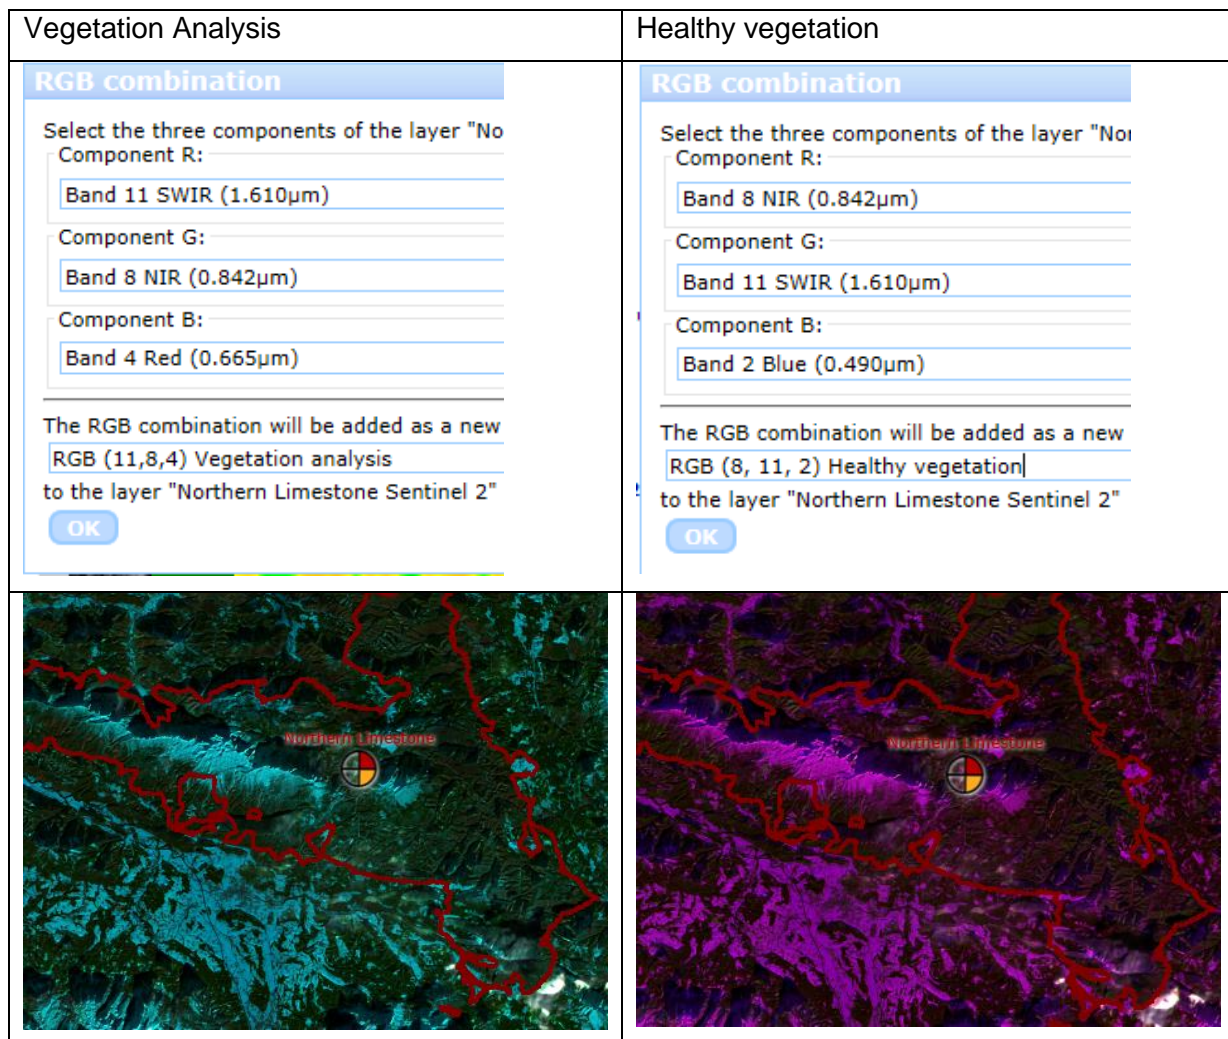 Vegetation Analysis
Healthy vegetation
RGB combination
Select the three components of the layer "No
Component R:
Band 11 SWIR (1.610µm)
Component G:
Band 8 NIR (0.842µm)
Component B:
Band 4 Red (0.665µm)
The RGB combination will be added as a new
RGB (11,8,4) Vegetation analysis
to the layer "Northern Limestone Sentinel 2"
OK
RGB combination
Select the three components of the layer "Nor
Component R:
Band 8 NIR (0.842µm)
Component G:
Band 11 SWIR (1.610µm)
Component B:
Band 2 Blue (0.490µm)
The RGB combination will be added as a new
RGB (8, 11, 2) Healthy vegetation
to the layer "Northern Limestone Sentinel 2"
OK
Northern Limestone
Northern Limestone